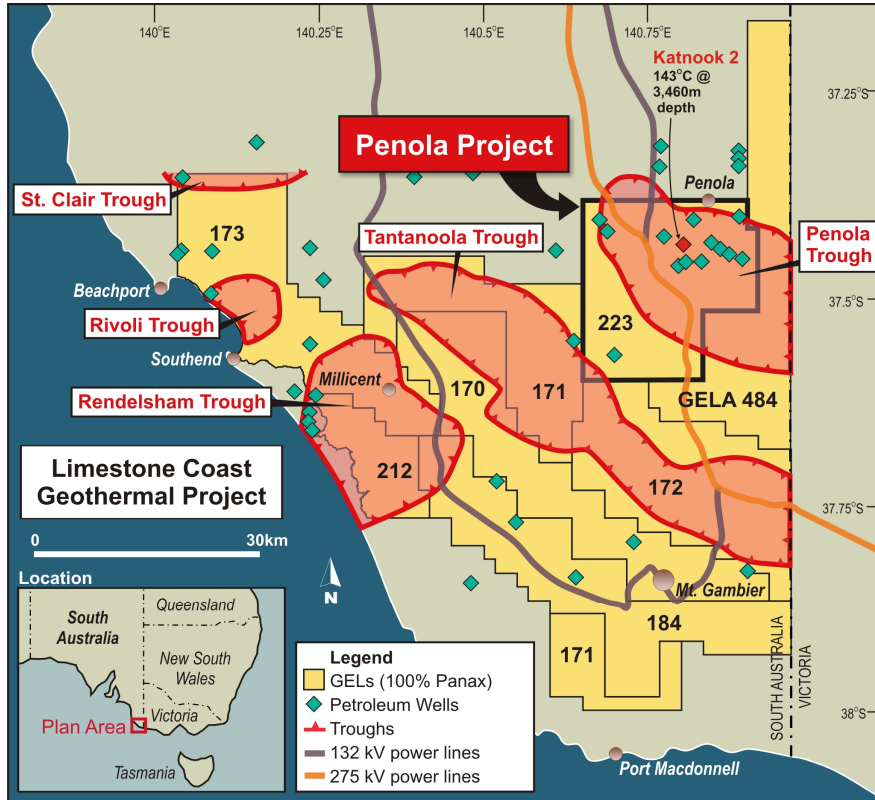 140°E
140.25°E
140.5°E
140.75°E
Katnook 2
143°C @
3,460m
depth
37.25°S
Penola Project
Penola
St. Clair Trough
173
Tantanoola Trough
Penola
Trough
Beachport
Rivoli Trough
37.5°S
223
Southend
Millicent
170
171
GELA 484
Rendelsham Trough
Limestone Coast
Geothermal Project
212
172
37.75°S
0
30km
N
Mt. Gambier
184
171
SOUTH AUSTRALIA
VICTORIA
38°S
Port Macdonnell
Location
South
Australia
Queensland
New South
Wales
Victoria
Plan Area
Tasmania
Legend
GELs (100% Panax)
Petroleum Wells
Troughs
132 kV power lines
275 kV power lines